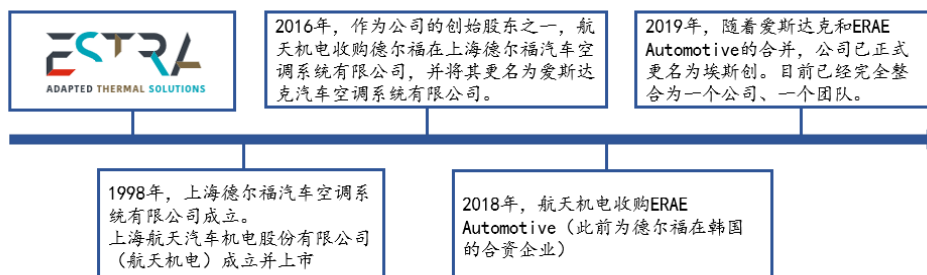 ESTRA
ADAPTED THERMAL SOLUTIONS
2016年，作为公司的创始股东之一，航
天机电收购德尔福在上海德尔福汽车空
调系统有限公司，并将其更名为爱斯达
克汽车空调系统有限公司。
2019年，随着爱斯达克和ERAE
Automotive的合并，公司已正式
更名为埃斯创。目前已经完全整
合为一个公司、一个团队。
1998年，上海德尔福汽车空调系
统有限公司成立。
上海航天汽车机电股份有限公司
（航天机电）成立并上市
2018年，航天机电收购ERAE
Automotive（此前为德尔福在韩国
的合资企业）